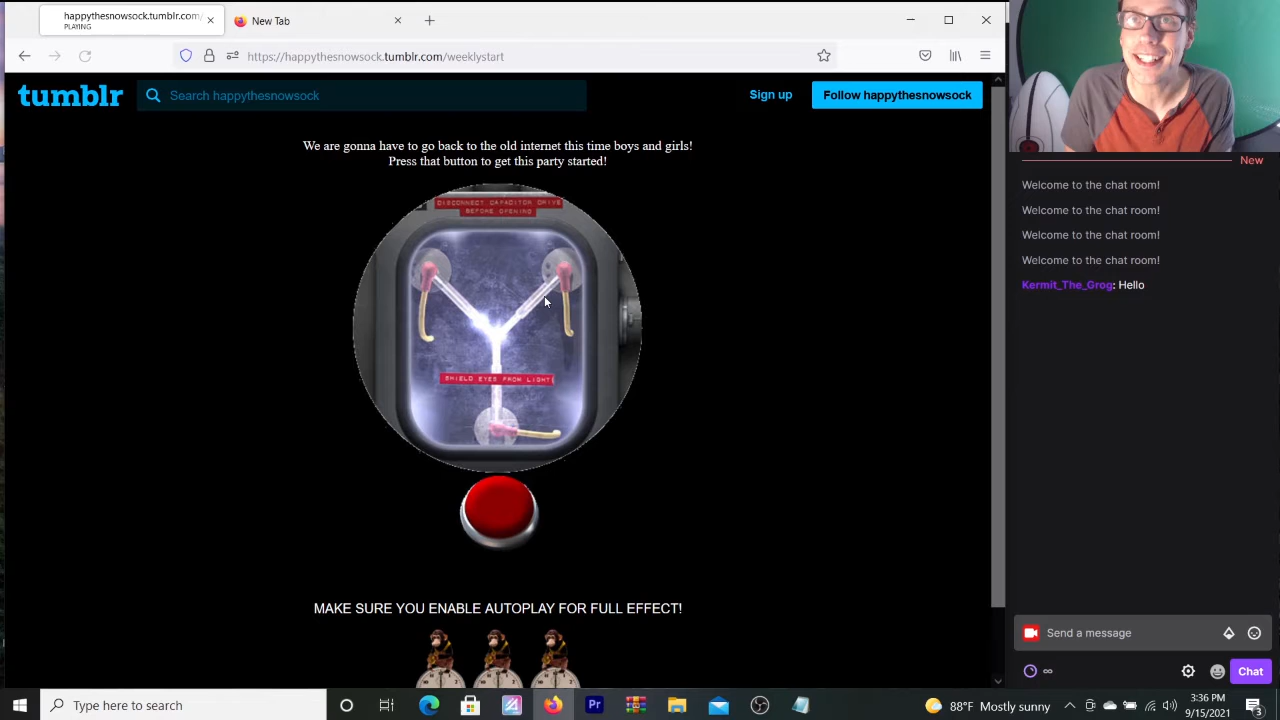 happythesnowsock.tumblr.com/
PLAYING
New Tab
https://happythesnowsock.tumblr.com/weeklystart
tumblr
Search happythesnowsock
Sign up
Follow happythesnowsock
We are gonna have to go back to the old internet this time boys and girls!
Press that button to get this party started!
DISCONNECT CAPACITOR DRIVE
BEFORE OPENING
SHIELD EYES FROM LIGHT
MAKE SURE YOU ENABLE AUTOPLAY FOR FULL EFFECT!
New
Welcome to the chat room!
Welcome to the chat room!
Welcome to the chat room!
Welcome to the chat room!
Kermit_The_Grog: Hello
Send a message
Chat
Type here to search
Pr
88°F Mostly sunny
3:36 PM
9/15/2021
3